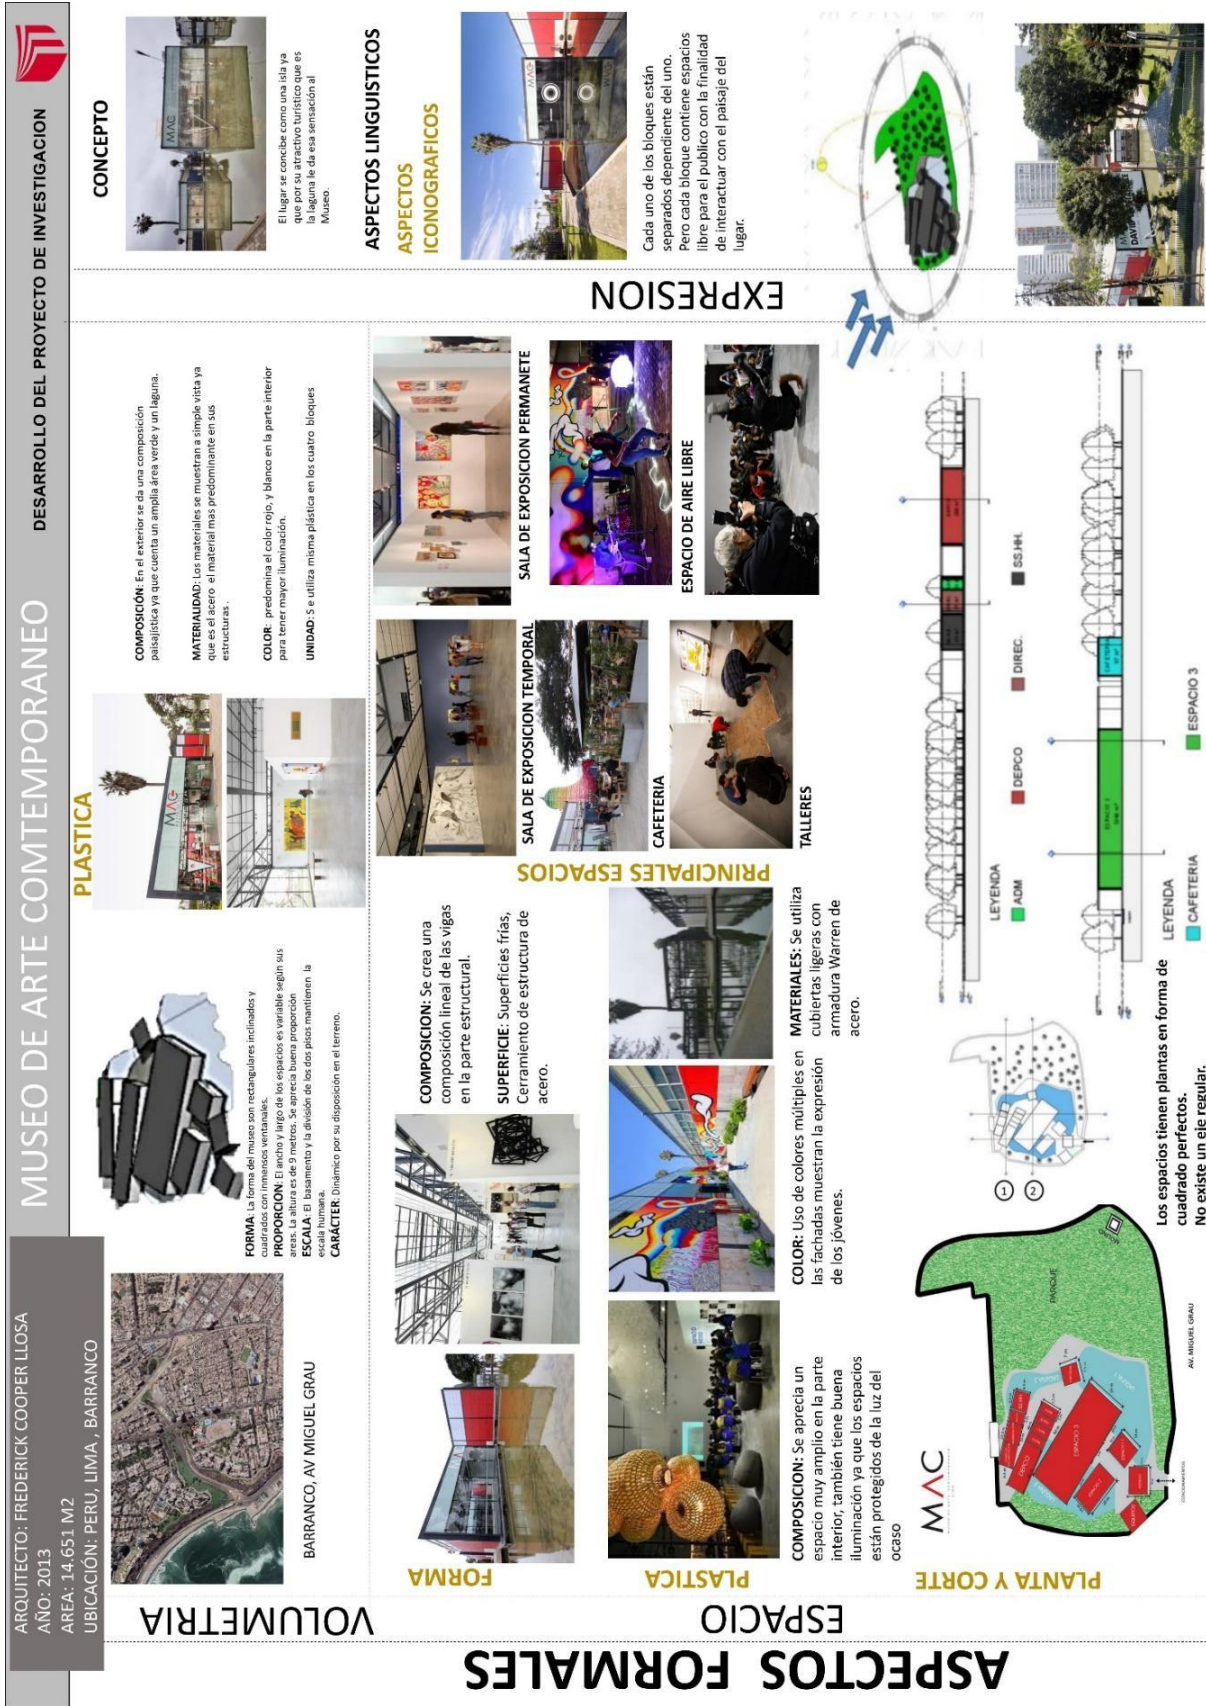 ARQUITECTO: FREDERICK COOPER LLOSA
AÑO: 2013
AREA: 14.651 M2
UBICACIÓN: PERU, LIMA , BARRANCO
MUSEO DE ARTE COMTEMPORANEO
DESARROLLO DEL PROYECTO DE INVESTIGACION
ASPECTOS FORMALES
VOLUMETRIA
BARRANCO, AV MIGUEL GRAU
FORMA: La forma del museo son rectangulares inclinados y
cuadrados con inmensos ventanales.
PROPORCION: El ancho y largo de los espacios es variable según sus
areas. La altura es de 9 metros. Se aprecia buena proporción
ESCALA: El basamento y la división de los dos pisos mantienen la
escala humana.
CARÁCTER: Dinámico por su disposición en el terreno.
PLASTICA
MAC
COMPOSICIÓN: En el exterior se da una composición
paisajística ya que cuenta un amplia área verde y un laguna.
MATERIALIDAD: Los materiales se muestran a simple vista ya
que es el acero el material mas predominante en sus
estructuras .
COLOR: predomina el color rojo, y blanco en la parte interior
para tener mayor iluminación.
UNIDAD: S e utiliza misma plástica en los cuatro bloques
ESPACIO
FORMA
COMPOSICION: Se crea una
composición lineal de las vigas
en la parte estructural.
SUPERFICIE: Superficies frías,
Cerramiento de estructura de
acero.
PLASTICA
COMPOSICION: Se aprecia un
espacio muy amplio en la parte
interior, también tiene buena
iluminación ya que los espacios
están protegidos de la luz del
ocaso
COLOR: Uso de colores múltiples en
las fachadas muestran la expresión
de los jóvenes.
MATERIALES: Se utiliza
cubiertas ligeras con
armadura Warren de
acero.
PRINCIPALES ESPACIOS
SALA DE EXPOSICION TEMPORAL
SALA DE EXPOSICION PERMANETE
CAFETERIA
ESPACIO DE AIRE LIBRE
TALLERES
PLANTA Y CORTE
MAC
PARQUE
MOLINO
LAGUNA
DEPCO
ESPACIO 3
AV. MIGUEL GRAU
1
2
Los espacios tienen plantas en forma de
cuadrado perfectos.
No existe un eje regular.
LEYENDA
ADM
DEPCO
DIREC.
SS.HH.
LEYENDA
CAFETERIA
ESPACIO 3
EXPRESION
CONCEPTO
MAC
El lugar se concibe como una isla ya
que por su atractivo turístico que es
la laguna le da esa sensación al
Museo.
ASPECTOS LINGUISTICOS
ASPECTOS
ICONOGRAFICOS
MAC
Cada uno de los bloques están
separados dependiente del uno.
Pero cada bloque contiene espacios
libre para el publico con la finalidad
de interactuar con el paisaje del
lugar.
DAVID